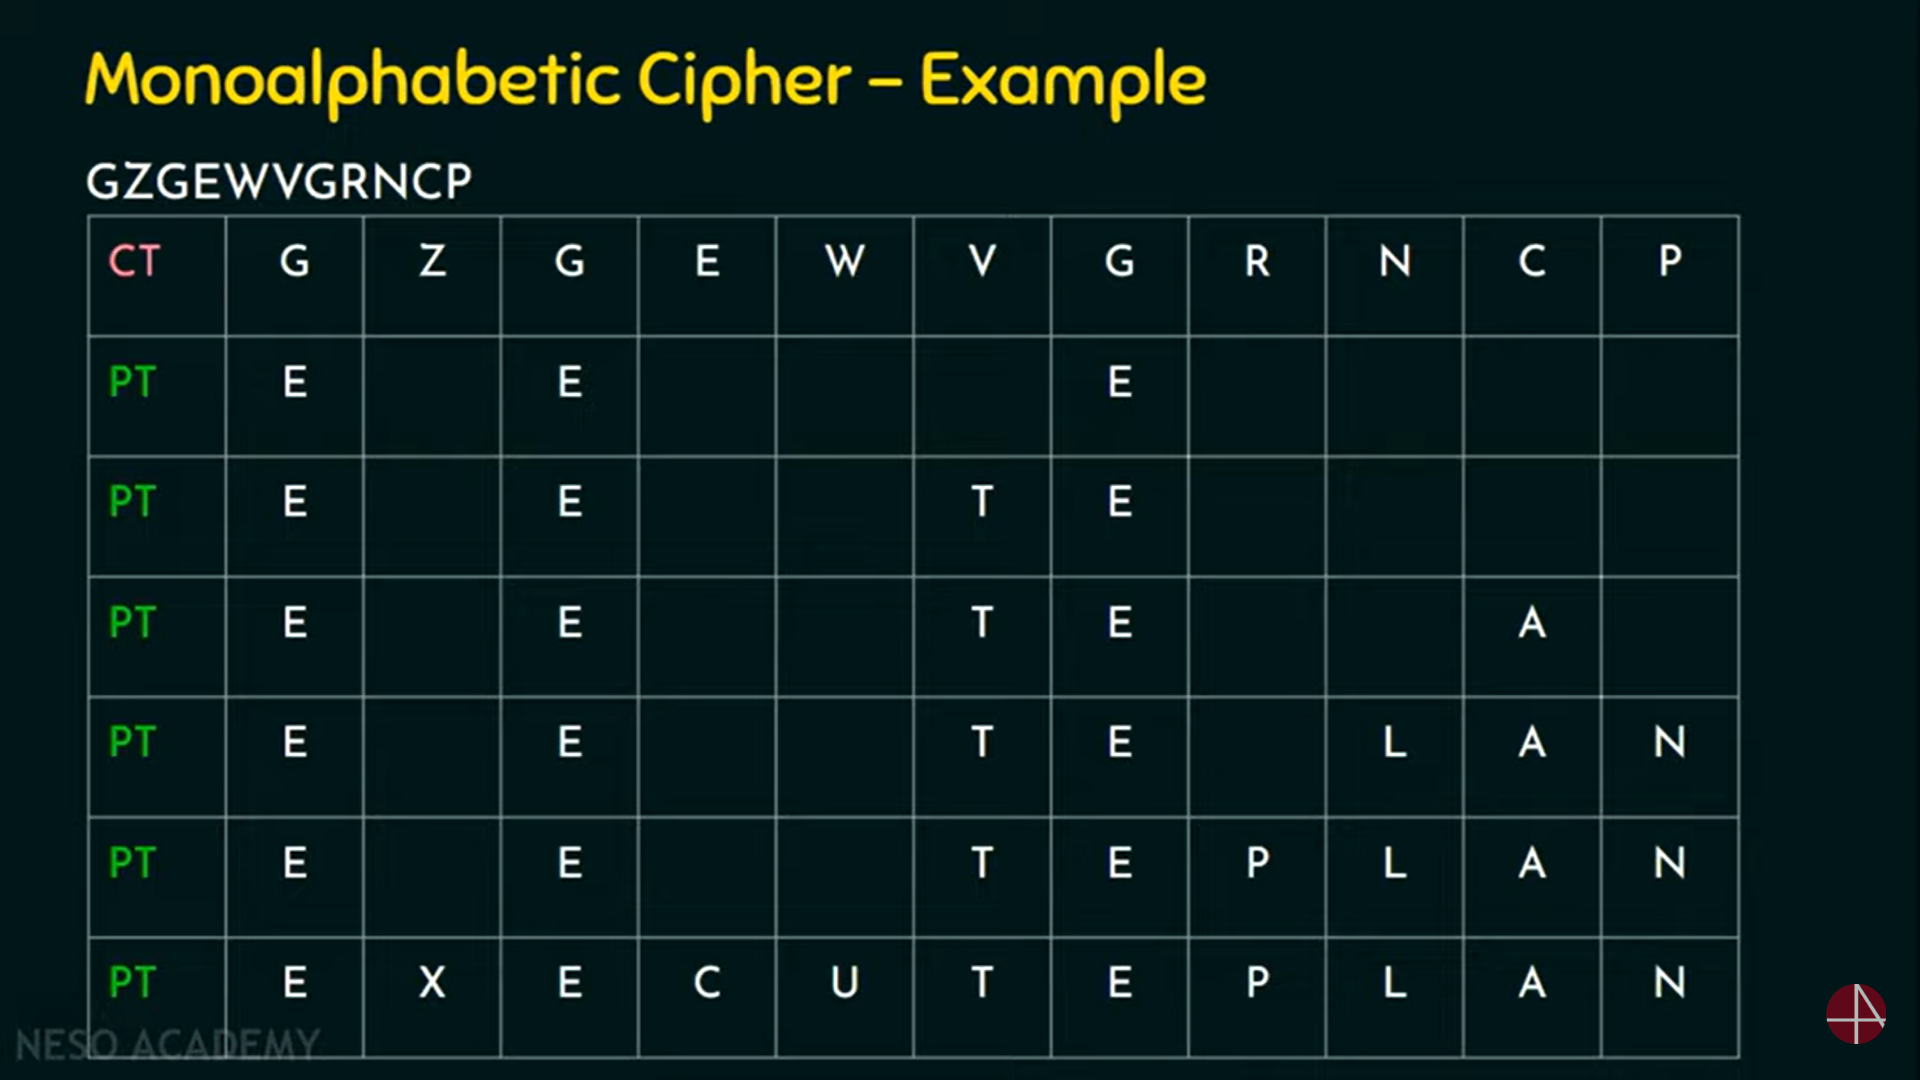 Monoalphabetic Cipher – Example
GZGEWVGRNCP
CT G Z G E W V G R N C P
PT E E E
PT E E T E
PT E E T E A
PT E E T E L A N
PT E E T E P L A N
PT E X E C U T E P L A N
NESO ACADEMY